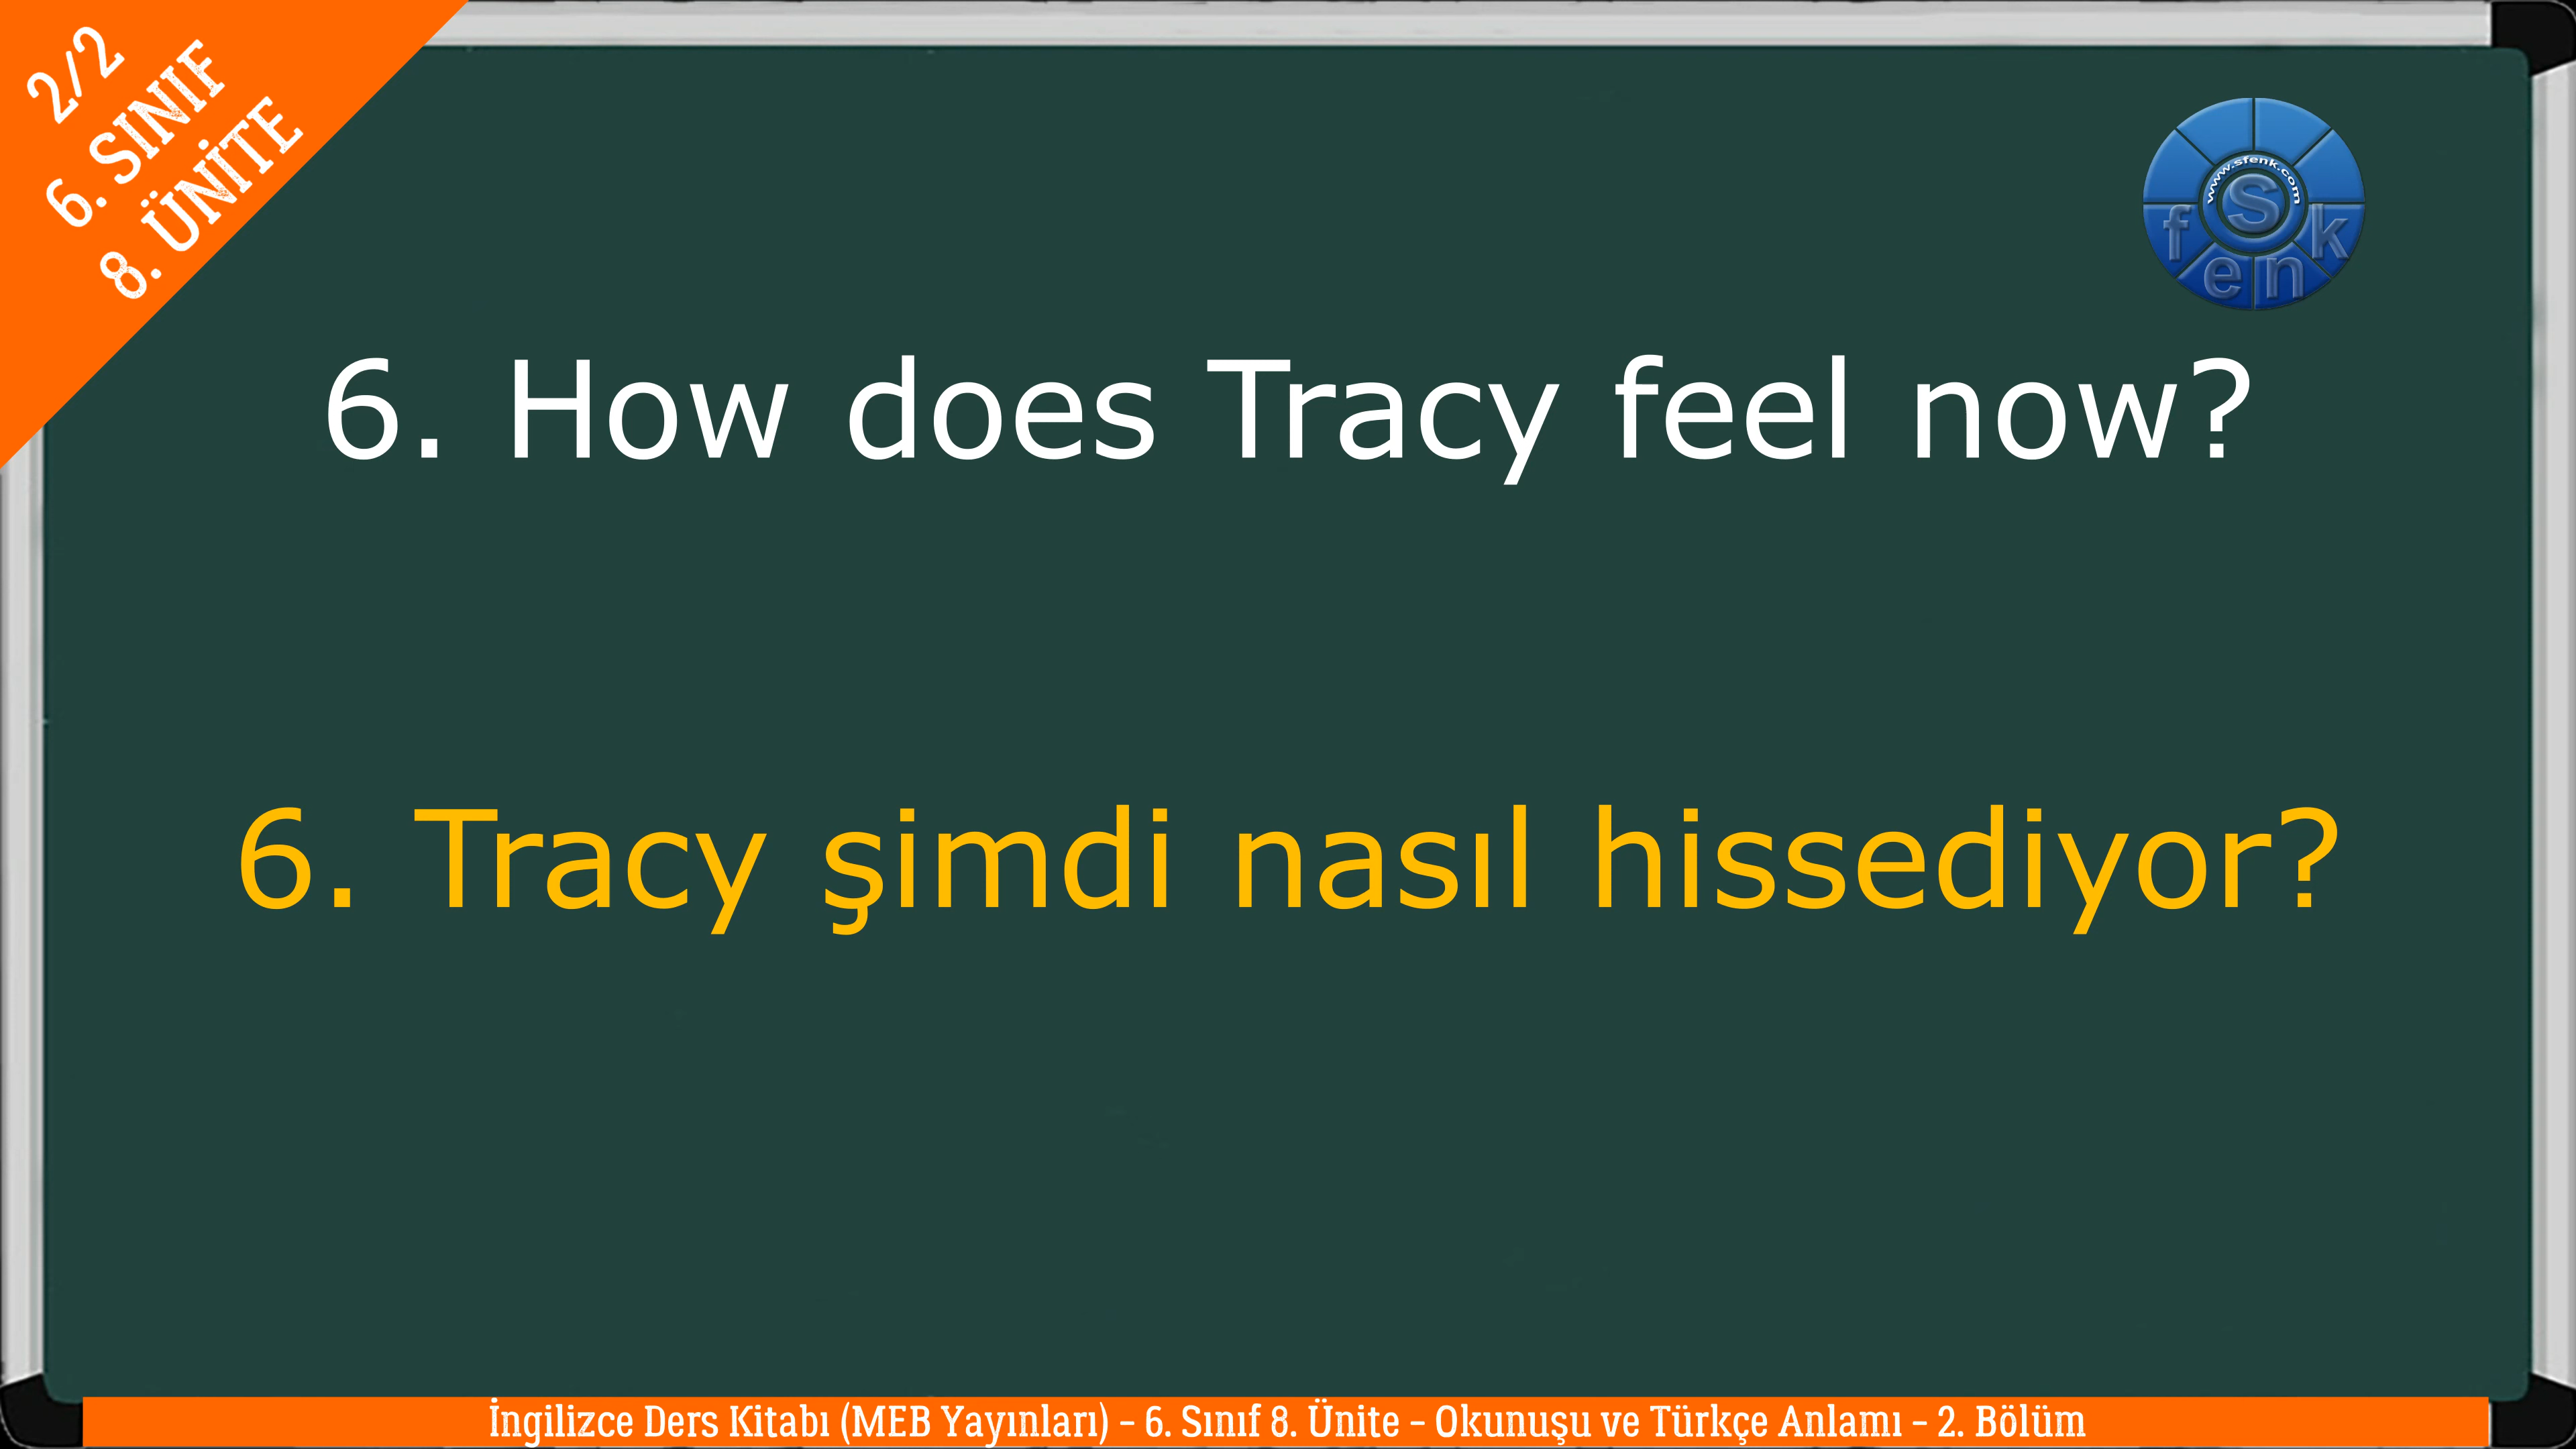 2/2
6. SINIF
8. ÜNİTE
www.sfenk.com
S
f e n k
6. How does Tracy feel now?
6. Tracy şimdi nasıl hissediyor?
İngilizce Ders Kitabı (MEB Yayınları) – 6. Sınıf 8. Ünite – Okunuşu ve Türkçe Anlamı – 2. Bölüm